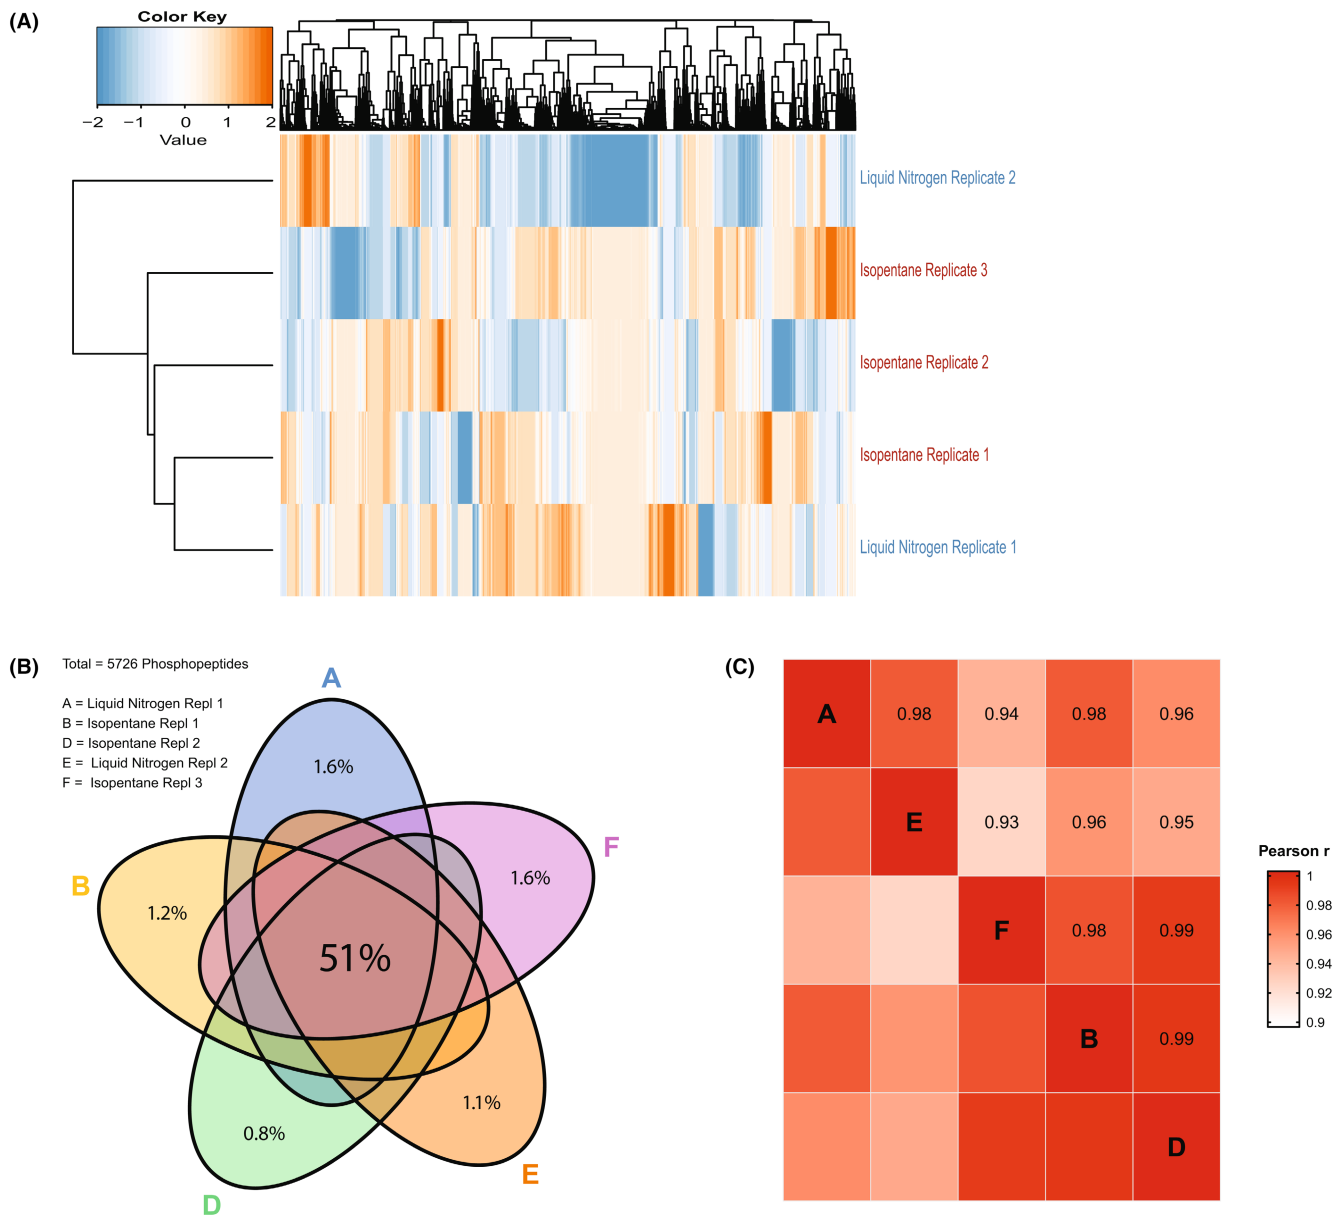 (A)
Color Key
−2 −1 0 1 2
Value
Liquid Nitrogen Replicate 2
Isopentane Replicate 3
Isopentane Replicate 2
Isopentane Replicate 1
Liquid Nitrogen Replicate 1
(B)
Total = 5726 Phosphopeptides
A = Liquid Nitrogen Repl 1
B = Isopentane Repl 1
D = Isopentane Repl 2
E = Liquid Nitrogen Repl 2
F = Isopentane Repl 3
A
1.6%
F
1.6%
B
1.2%
51%
1.1%
0.8%
E
D
(C)
A 0.98 0.94 0.98 0.96
E 0.93 0.96 0.95
F 0.98 0.99
B 0.99
D
Pearson r
1
0.98
0.96
0.94
0.92
0.9